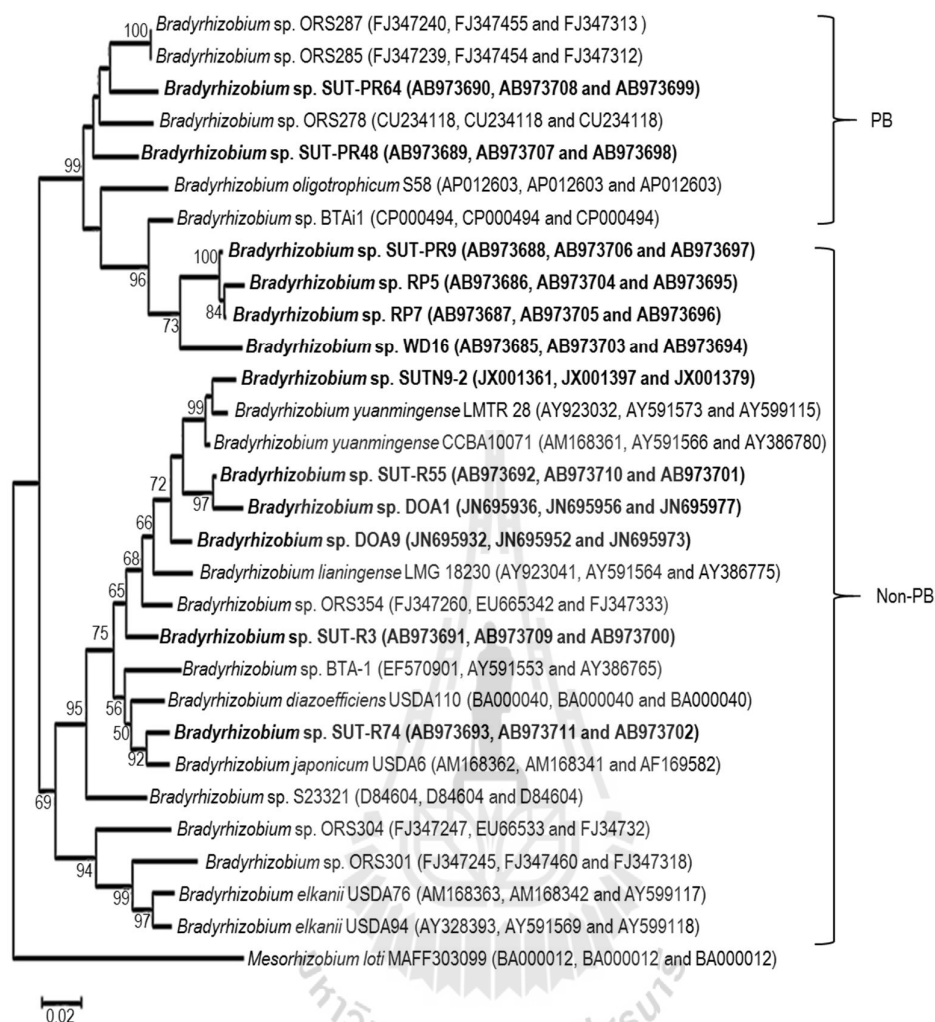 Bradyrhizobium sp. ORS287 (FJ347240, FJ347455 and FJ347313 )
100
Bradyrhizobium sp. ORS285 (FJ347239, FJ347454 and FJ347312)
Bradyrhizobium sp. SUT-PR64 (AB973690, AB973708 and AB973699)
Bradyrhizobium sp. ORS278 (CU234118, CU234118 and CU234118)
PB
Bradyrhizobium sp. SUT-PR48 (AB973689, AB973707 and AB973698)
99
Bradyrhizobium oligotrophicum S58 (AP012603, AP012603 and AP012603)
Bradyrhizobium sp. BTAi1 (CP000494, CP000494 and CP000494)
Bradyrhizobium sp. SUT-PR9 (AB973688, AB973706 and AB973697)
100
96
Bradyrhizobium sp. RP5 (AB973686, AB973704 and AB973695)
84
Bradyrhizobium sp. RP7 (AB973687, AB973705 and AB973696)
73
Bradyrhizobium sp. WD16 (AB973685, AB973703 and AB973694)
Bradyrhizobium sp. SUTN9-2 (JX001361, JX001397 and JX001379)
99
Bradyrhizobium yuanmingense LMTR 28 (AY923032, AY591573 and AY599115)
Bradyrhizobium yuanmingense CCBA10071 (AM168361, AY591566 and AY386780)
Bradyrhizobium sp. SUT-R55 (AB973692, AB973710 and AB973701)
72
97
Bradyrhizobium sp. DOA1 (JN695936, JN695956 and JN695977)
66
Bradyrhizobium sp. DOA9 (JN695932, JN695952 and JN695973)
68
Bradyrhizobium lianingense LMG 18230 (AY923041, AY591564 and AY386775)
65
Bradyrhizobium sp. ORS354 (FJ347260, EU665342 and FJ347333)
Non-PB
75
Bradyrhizobium sp. SUT-R3 (AB973691, AB973709 and AB973700)
Bradyrhizobium sp. BTA-1 (EF570901, AY591553 and AY386765)
95
56
Bradyrhizobium diazoefficiens USDA110 (BA000040, BA000040 and BA000040)
50
Bradyrhizobium sp. SUT-R74 (AB973693, AB973711 and AB973702)
92
Bradyrhizobium japonicum USDA6 (AM168362, AM168341 and AF169582)
69
Bradyrhizobium sp. S23321 (D84604, D84604 and D84604)
Bradyrhizobium sp. ORS304 (FJ347247, EU66533 and FJ34732)
94
Bradyrhizobium sp. ORS301 (FJ347245, FJ347460 and FJ347318)
99
Bradyrhizobium elkanii USDA76 (AM168363, AM168342 and AY599117)
97
Bradyrhizobium elkanii USDA94 (AY328393, AY591569 and AY599118)
Mesorhizobium loti MAFF303099 (BA000012, BA000012 and BA000012)
0.02